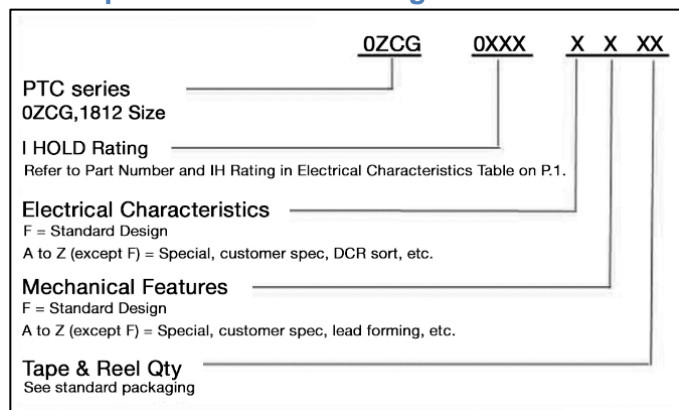 0ZCG 0XXX X X XX
PTC series
0ZCG,1812 Size
I HOLD Rating
Refer to Part Number and IH Rating in Electrical Characteristics Table on P.1.
Electrical Characteristics
F = Standard Design
A to Z (except F) = Special, customer spec, DCR sort, etc.
Mechanical Features
F = Standard Design
A to Z (except F) = Special, customer spec, lead forming, etc.
Tape & Reel Qty
See standard packaging